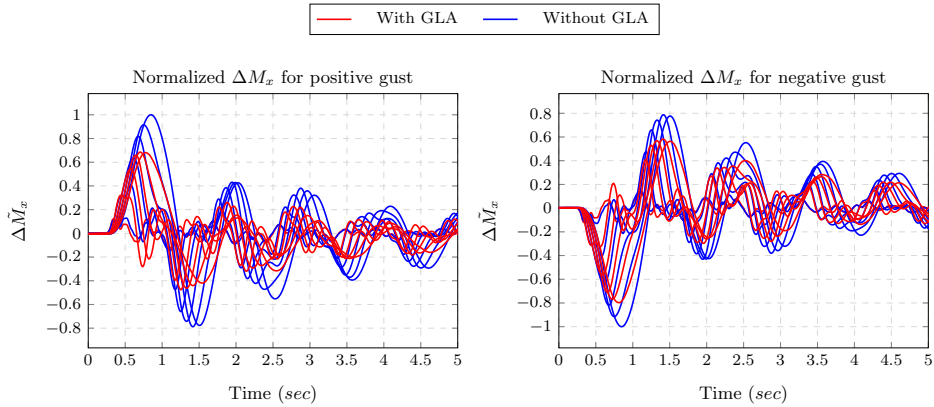 With GLA Without GLA
Normalized ΔMₓ for positive gust
1
0.8
0.6
0.4
0.2
0
−0.2
−0.4
−0.6
−0.8
ΔM̃ₓ
0 0.5 1 1.5 2 2.5 3 3.5 4 4.5 5
Time (sec)
Normalized ΔMₓ for negative gust
0.8
0.6
0.4
0.2
0
−0.2
−0.4
−0.6
−0.8
−1
ΔM̃ₓ
0 0.5 1 1.5 2 2.5 3 3.5 4 4.5 5
Time (sec)